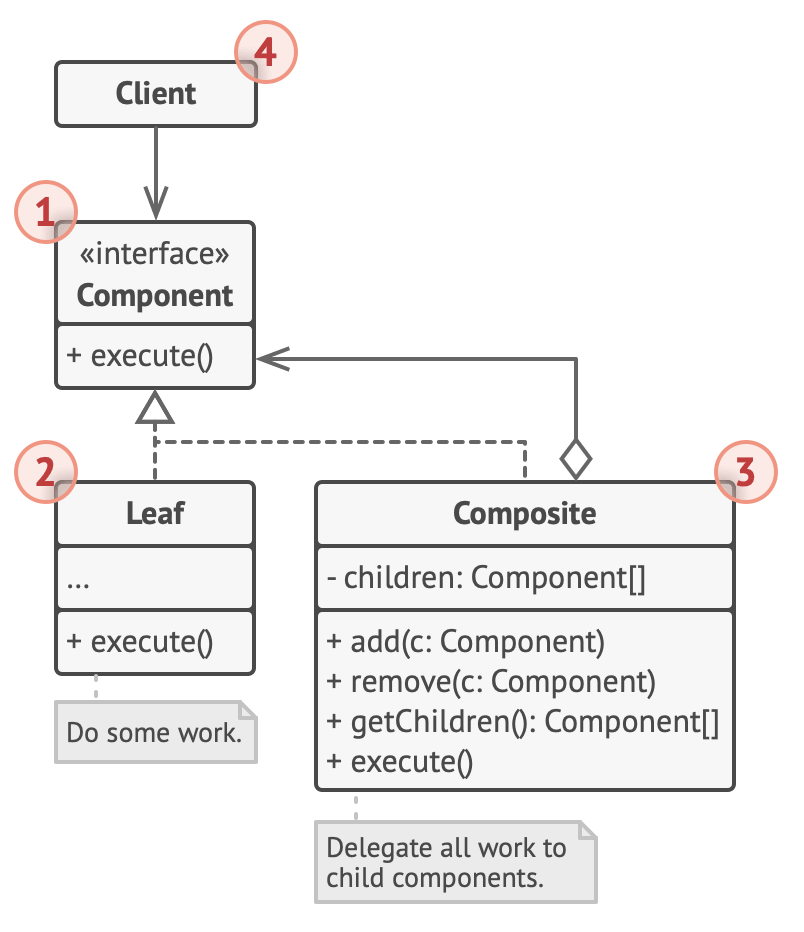 4
Client
1
«interface»
Component
+ execute()
2
Leaf
...
+ execute()
Do some work.
3
Composite
- children: Component[]
+ add(c: Component)
+ remove(c: Component)
+ getChildren(): Component[]
+ execute()
Delegate all work to
child components.